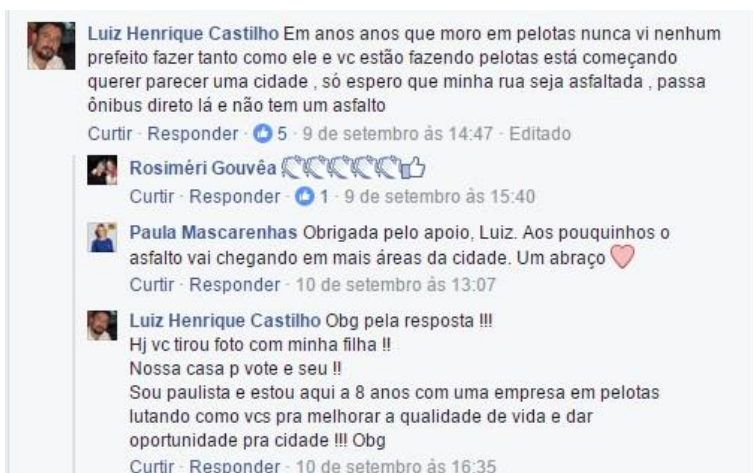 Luiz Henrique Castilho Em anos anos que moro em pelotas nunca vi nenhum
prefeito fazer tanto como ele e vc estão fazendo pelotas está começando
querer parecer uma cidade , só espero que minha rua seja asfaltada , passa
ônibus direto lá e não tem um asfalto
Curtir · Responder · 5 · 9 de setembro às 14:47 · Editado
Rosiméri Gouvêa
Curtir · Responder · 1 · 9 de setembro às 15:40
Paula Mascarenhas Obrigada pelo apoio, Luiz. Aos pouquinhos o
asfalto vai chegando em mais áreas da cidade. Um abraço
Curtir · Responder · 10 de setembro às 13:07
Luiz Henrique Castilho Obg pela resposta !!!
Hj vc tirou foto com minha filha !!
Nossa casa p vote e seu !!
Sou paulista e estou aqui a 8 anos com uma empresa em pelotas
lutando como vcs pra melhorar a qualidade de vida e dar
oportunidade pra cidade !!! Obg
Curtir · Responder · 10 de setembro às 16:35